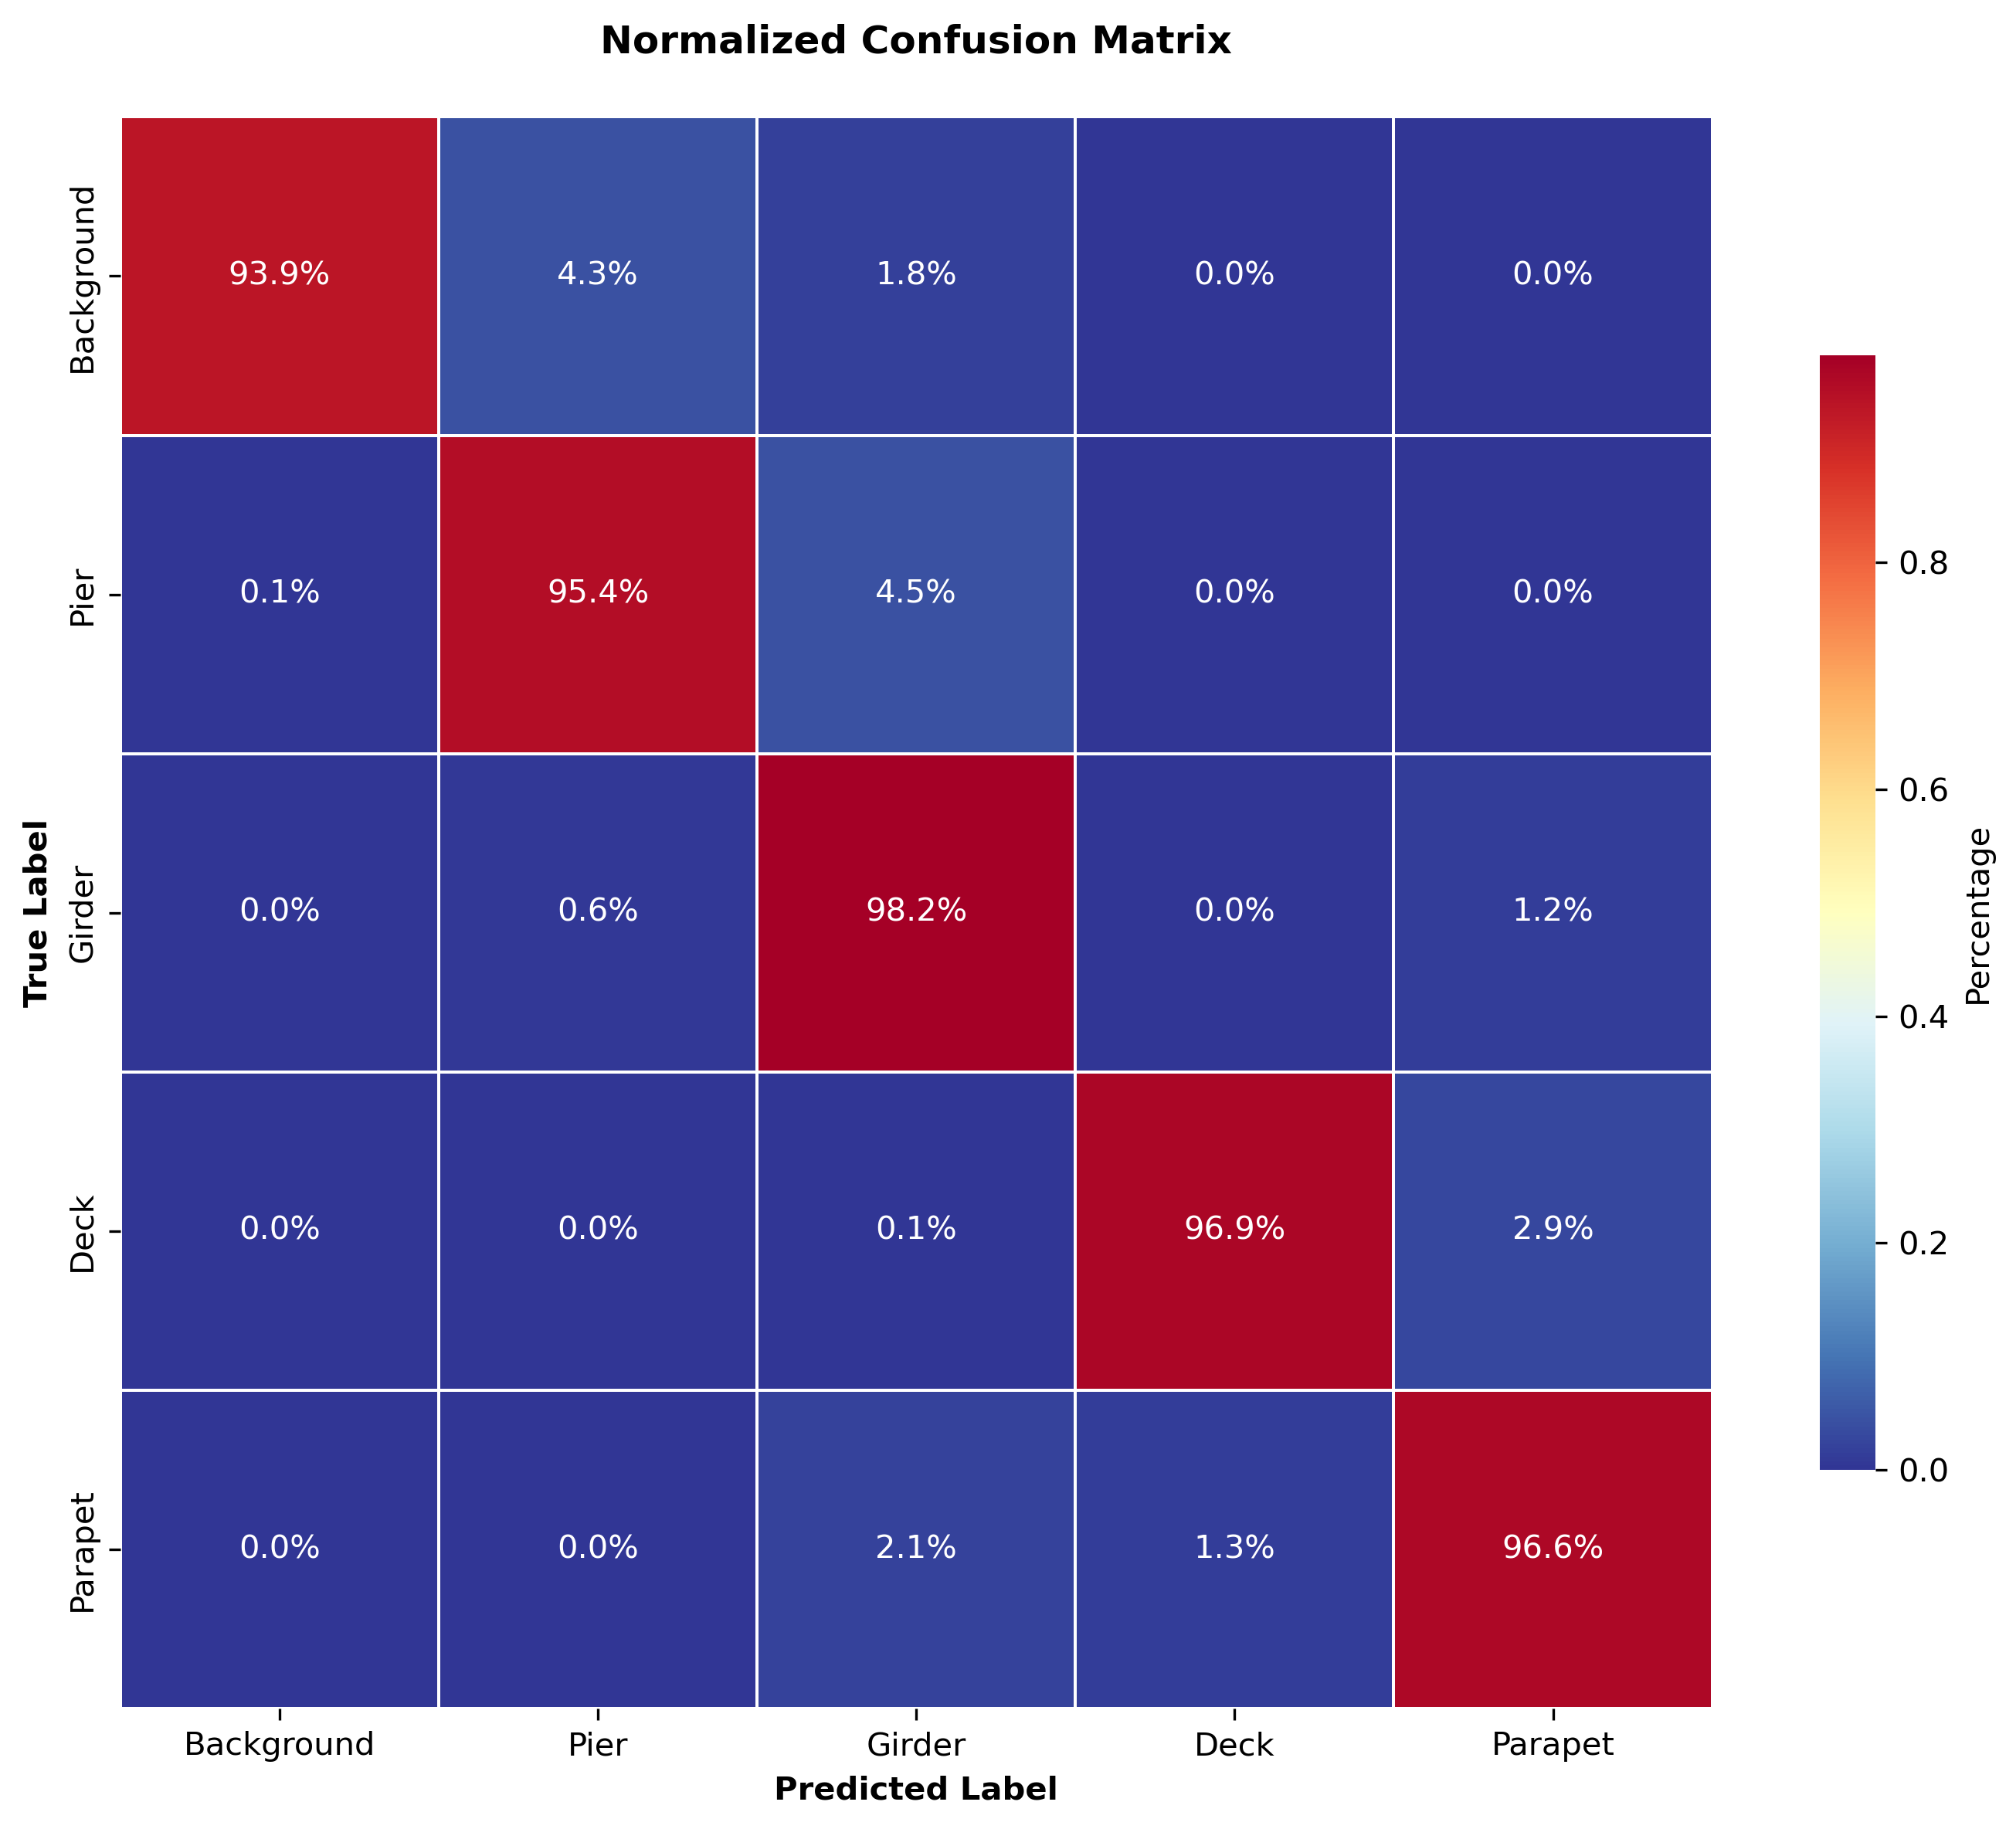 Normalized Confusion Matrix
True Label
Background
93.9% 4.3% 1.8% 0.0% 0.0%
Pier
0.1% 95.4% 4.5% 0.0% 0.0%
Girder
0.0% 0.6% 98.2% 0.0% 1.2%
Deck
0.0% 0.0% 0.1% 96.9% 2.9%
Parapet
0.0% 0.0% 2.1% 1.3% 96.6%
Background Pier Girder Deck Parapet
Predicted Label
0.8
0.6
0.4
0.2
0.0
Percentage